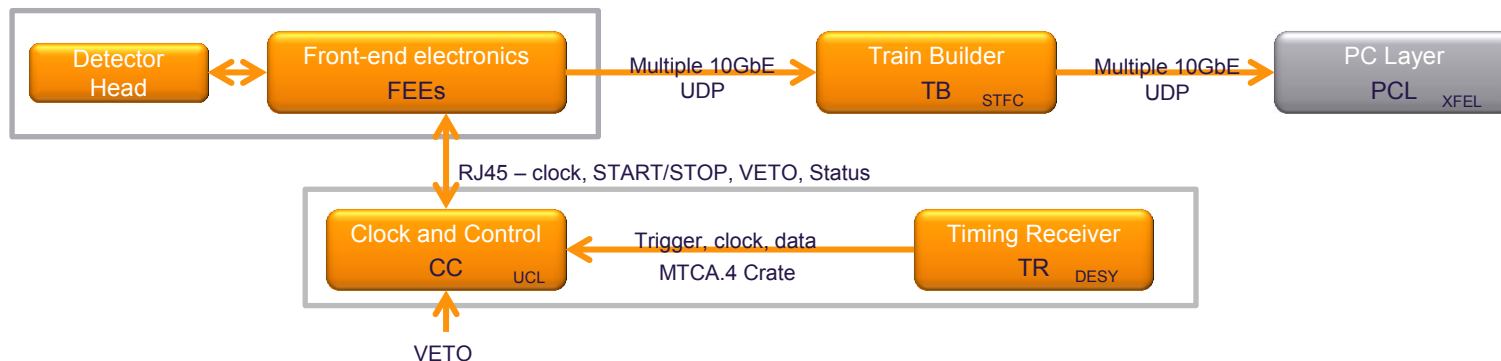 Detector
Head
Front-end electronics
FEEs
Multiple 10GbE
UDP
Train Builder
TB STFC
Multiple 10GbE
UDP
PC Layer
PCL XFEL
RJ45 – clock, START/STOP, VETO, Status
Clock and Control
CC UCL
Trigger, clock, data
MTCA.4 Crate
Timing Receiver
TR DESY
VETO